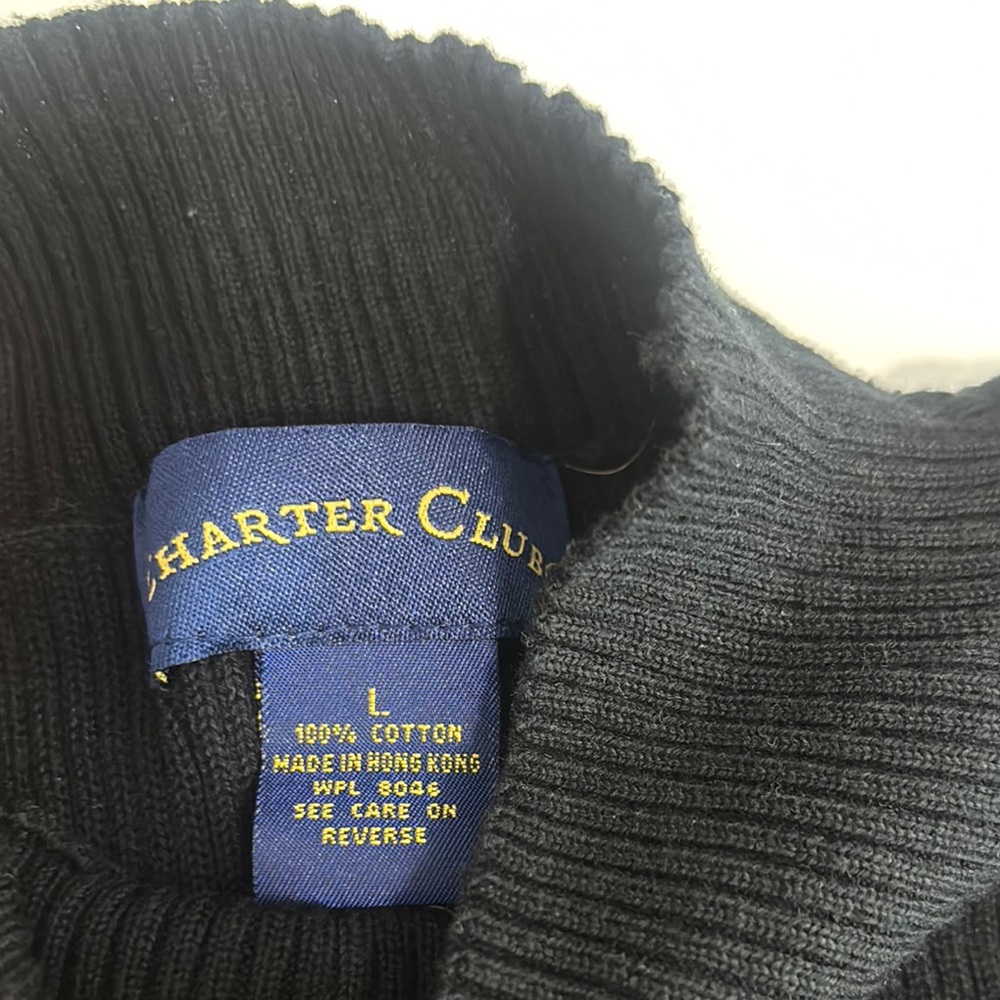 CHARTER CLUB
L
100% COTTON
MADE IN HONG KONG
WPL 8046
SEE CARE ON
REVERSE